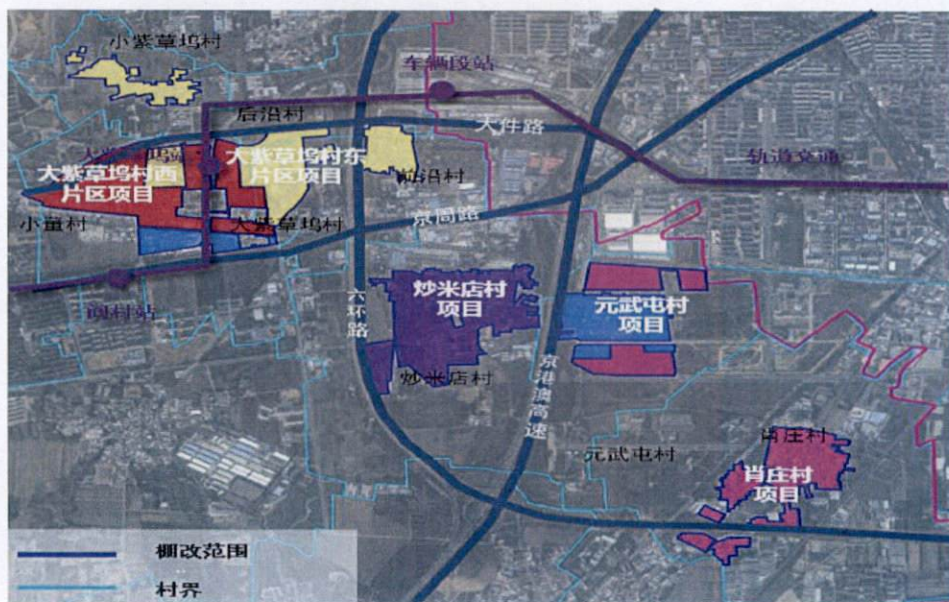 小紫草坞村
车辆段站
后沿村
大件路
轨道交通
大紫草坞村西
片区项目
大紫草坞村东
片区项目
前沿村
小董村
大紫草坞村
京周路
阎村站
六环路
炒米店村
项目
元武屯村
项目
炒米店村
京港澳高速
元武屯村
肖庄村
肖庄村
项目
棚改范围
村界